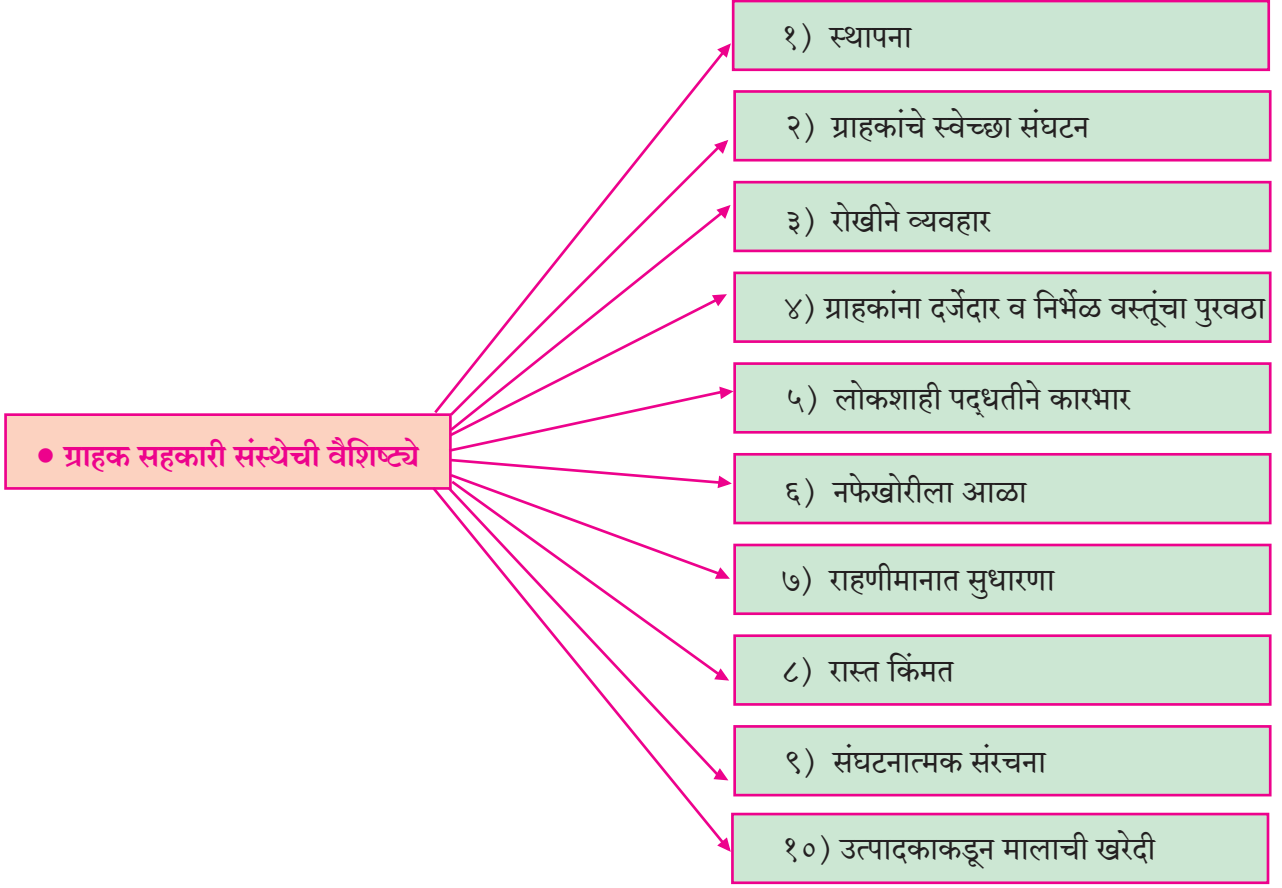 १) स्थापना
२) ग्राहकांचे स्वेच्छा संघटन
३) रोखीने व्यवहार
४) ग्राहकांना दर्जेदार व निर्भेळ वस्तूंचा पुरवठा
५) लोकशाही पद्धतीने कारभार
• ग्राहक सहकारी संस्थेची वैशिष्ट्ये
६) नफेखोरीला आळा
७) राहणीमानात सुधारणा
८) रास्त किंमत
९) संघटनात्मक संरचना
१०) उत्पादकाकडून मालाची खरेदी